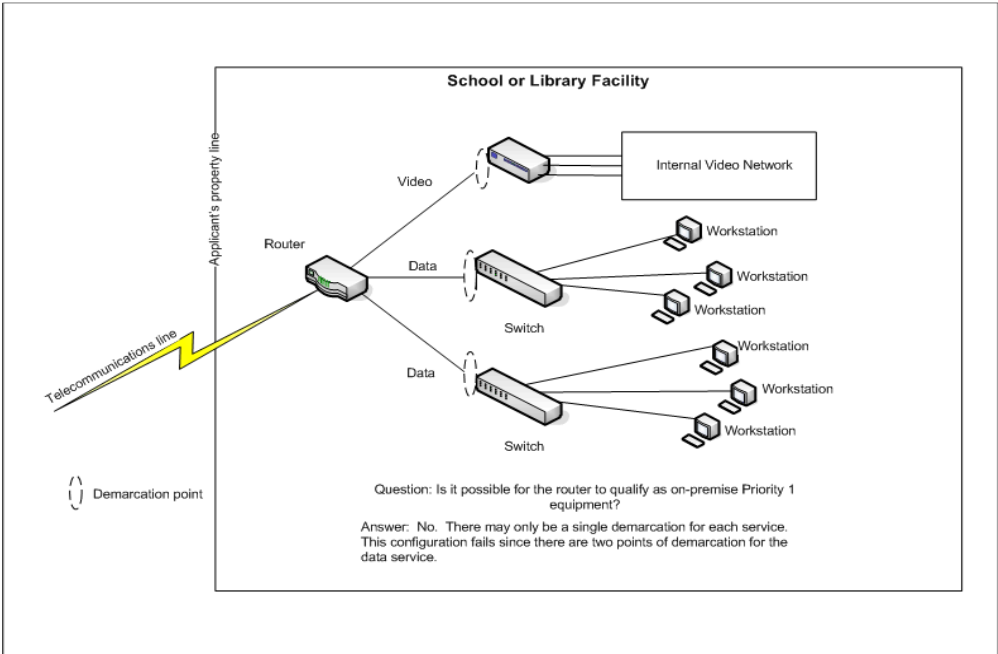 School or Library Facility
Applicant's property line
Internal Video Network
Video
Workstation
Router
Data
Workstation
Workstation
Switch
Telecommunications line
Workstation
Data
Workstation
Workstation
Switch
Demarcation point
Question: Is it possible for the router to qualify as on-premise Priority 1
equipment?
Answer:  No.  There may only be a single demarcation for each service.
This configuration fails since there are two points of demarcation for the
data service.